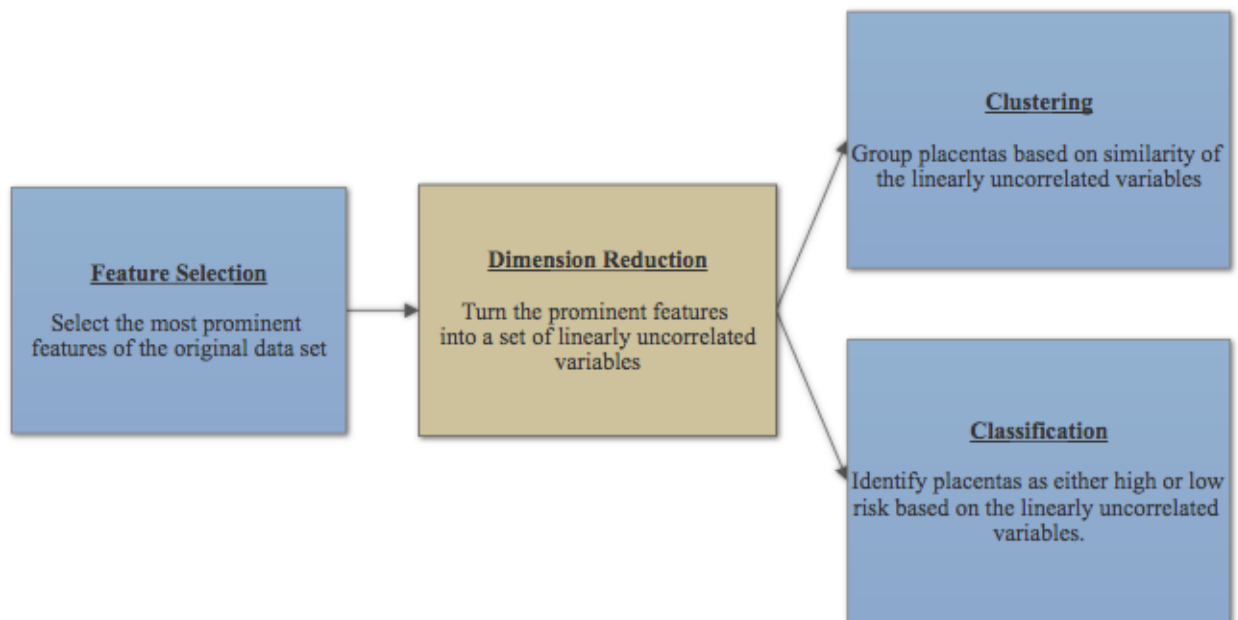 Feature Selection
Select the most prominent
features of the original data set
Dimension Reduction
Turn the prominent features
into a set of linearly uncorrelated
variables
Clustering
Group placentas based on similarity of
the linearly uncorrelated variables
Classification
Identify placentas as either high or low
risk based on the linearly uncorrelated
variables.